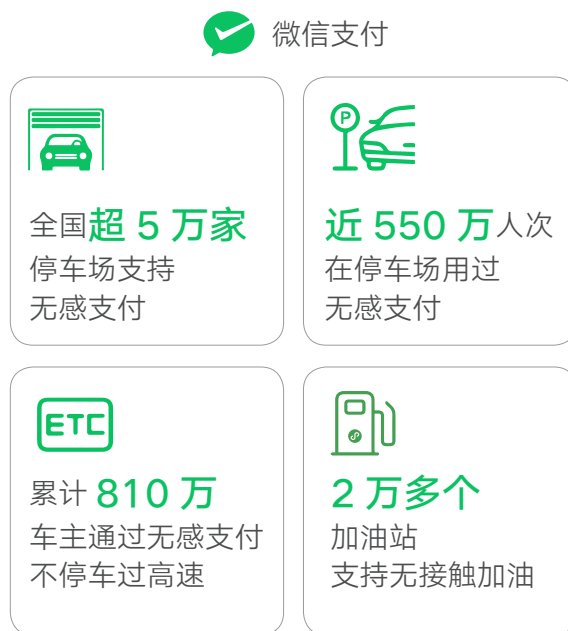 微信支付
P
全国超 5 万家
停车场支持
无感支付
近 550 万人次
在停车场用过
无感支付
ETC
累计 810 万
车主通过无感支付
不停车过高速
2 万多个
加油站
支持无接触加油